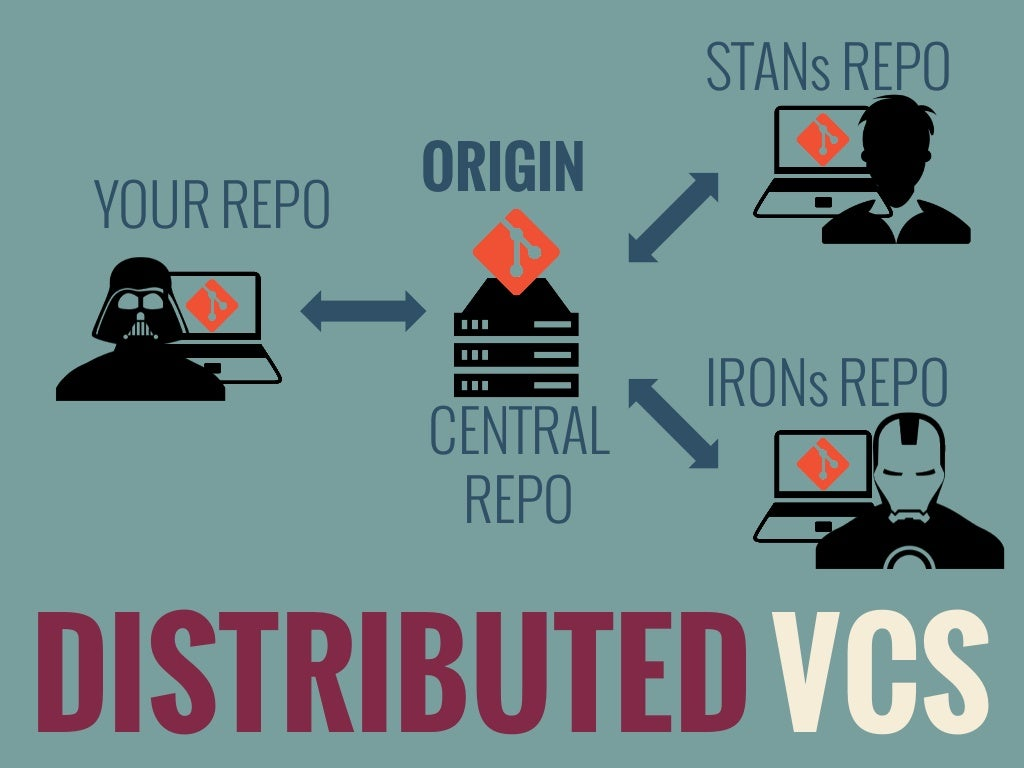 STANs REPO
ORIGIN
YOUR REPO
IRONs REPO
CENTRAL
REPO
DISTRIBUTED VCS